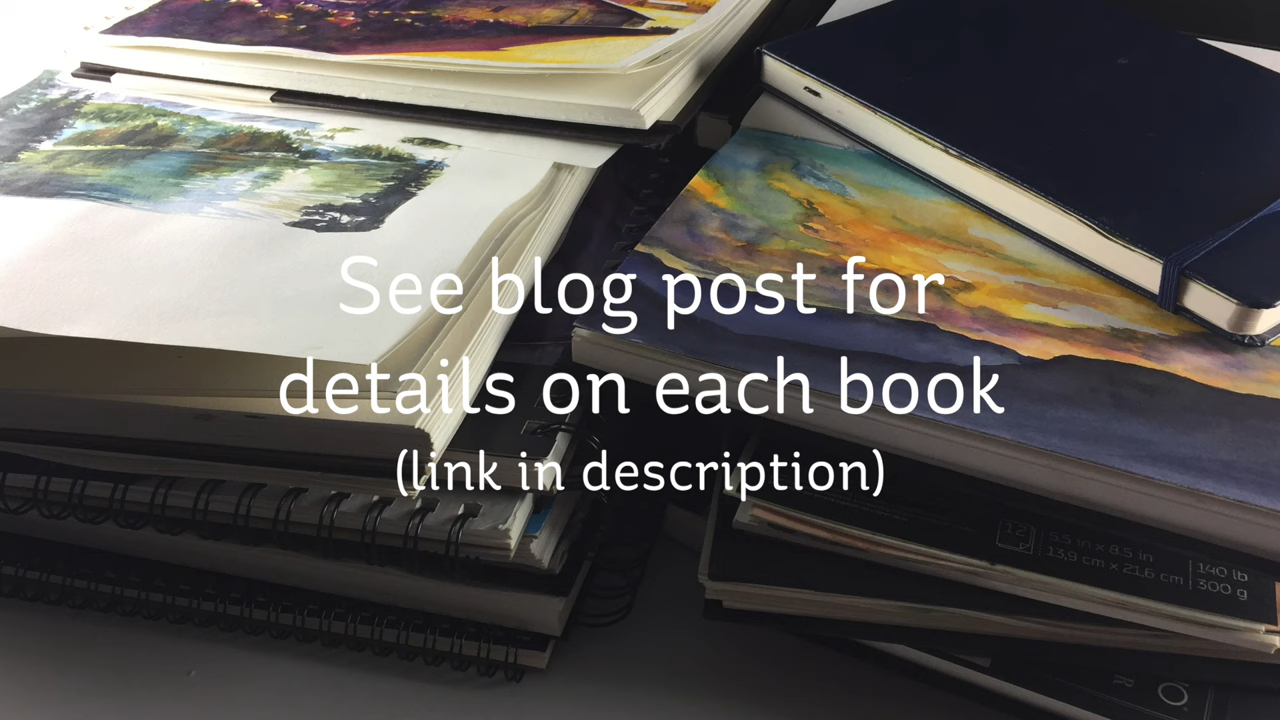 See blog post for
details on each book
(link in description)
12
5.5 in x 8.5 in
13,9 cm x 21,6 cm
140 lb
300 g